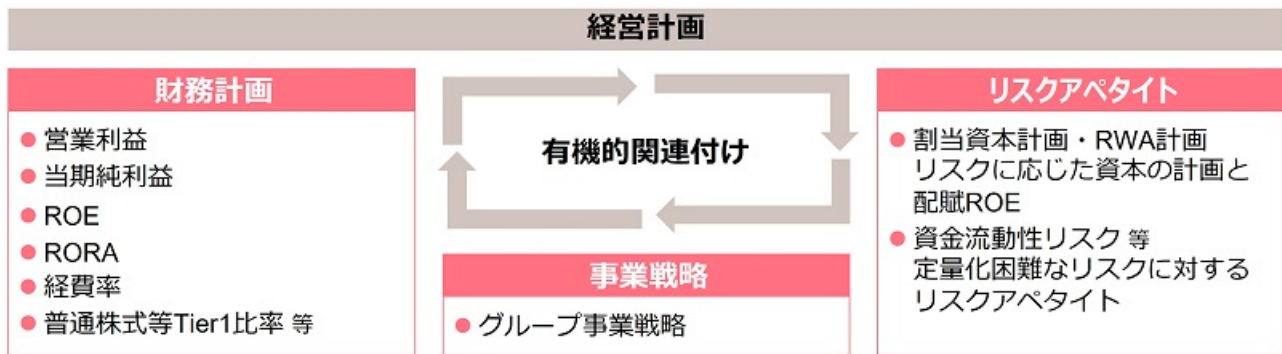 経営計画
財務計画
● 営業利益
● 当期純利益
● ROE
● RORA
● 経費率
● 普通株式等Tier1比率 等
有機的関連付け
事業戦略
● グループ事業戦略
リスクアペタイト
● 割当資本計画・RWA計画
リスクに応じた資本の計画と
配賦ROE
● 資金流動性リスク 等
定量化困難なリスクに対する
リスクアペタイト